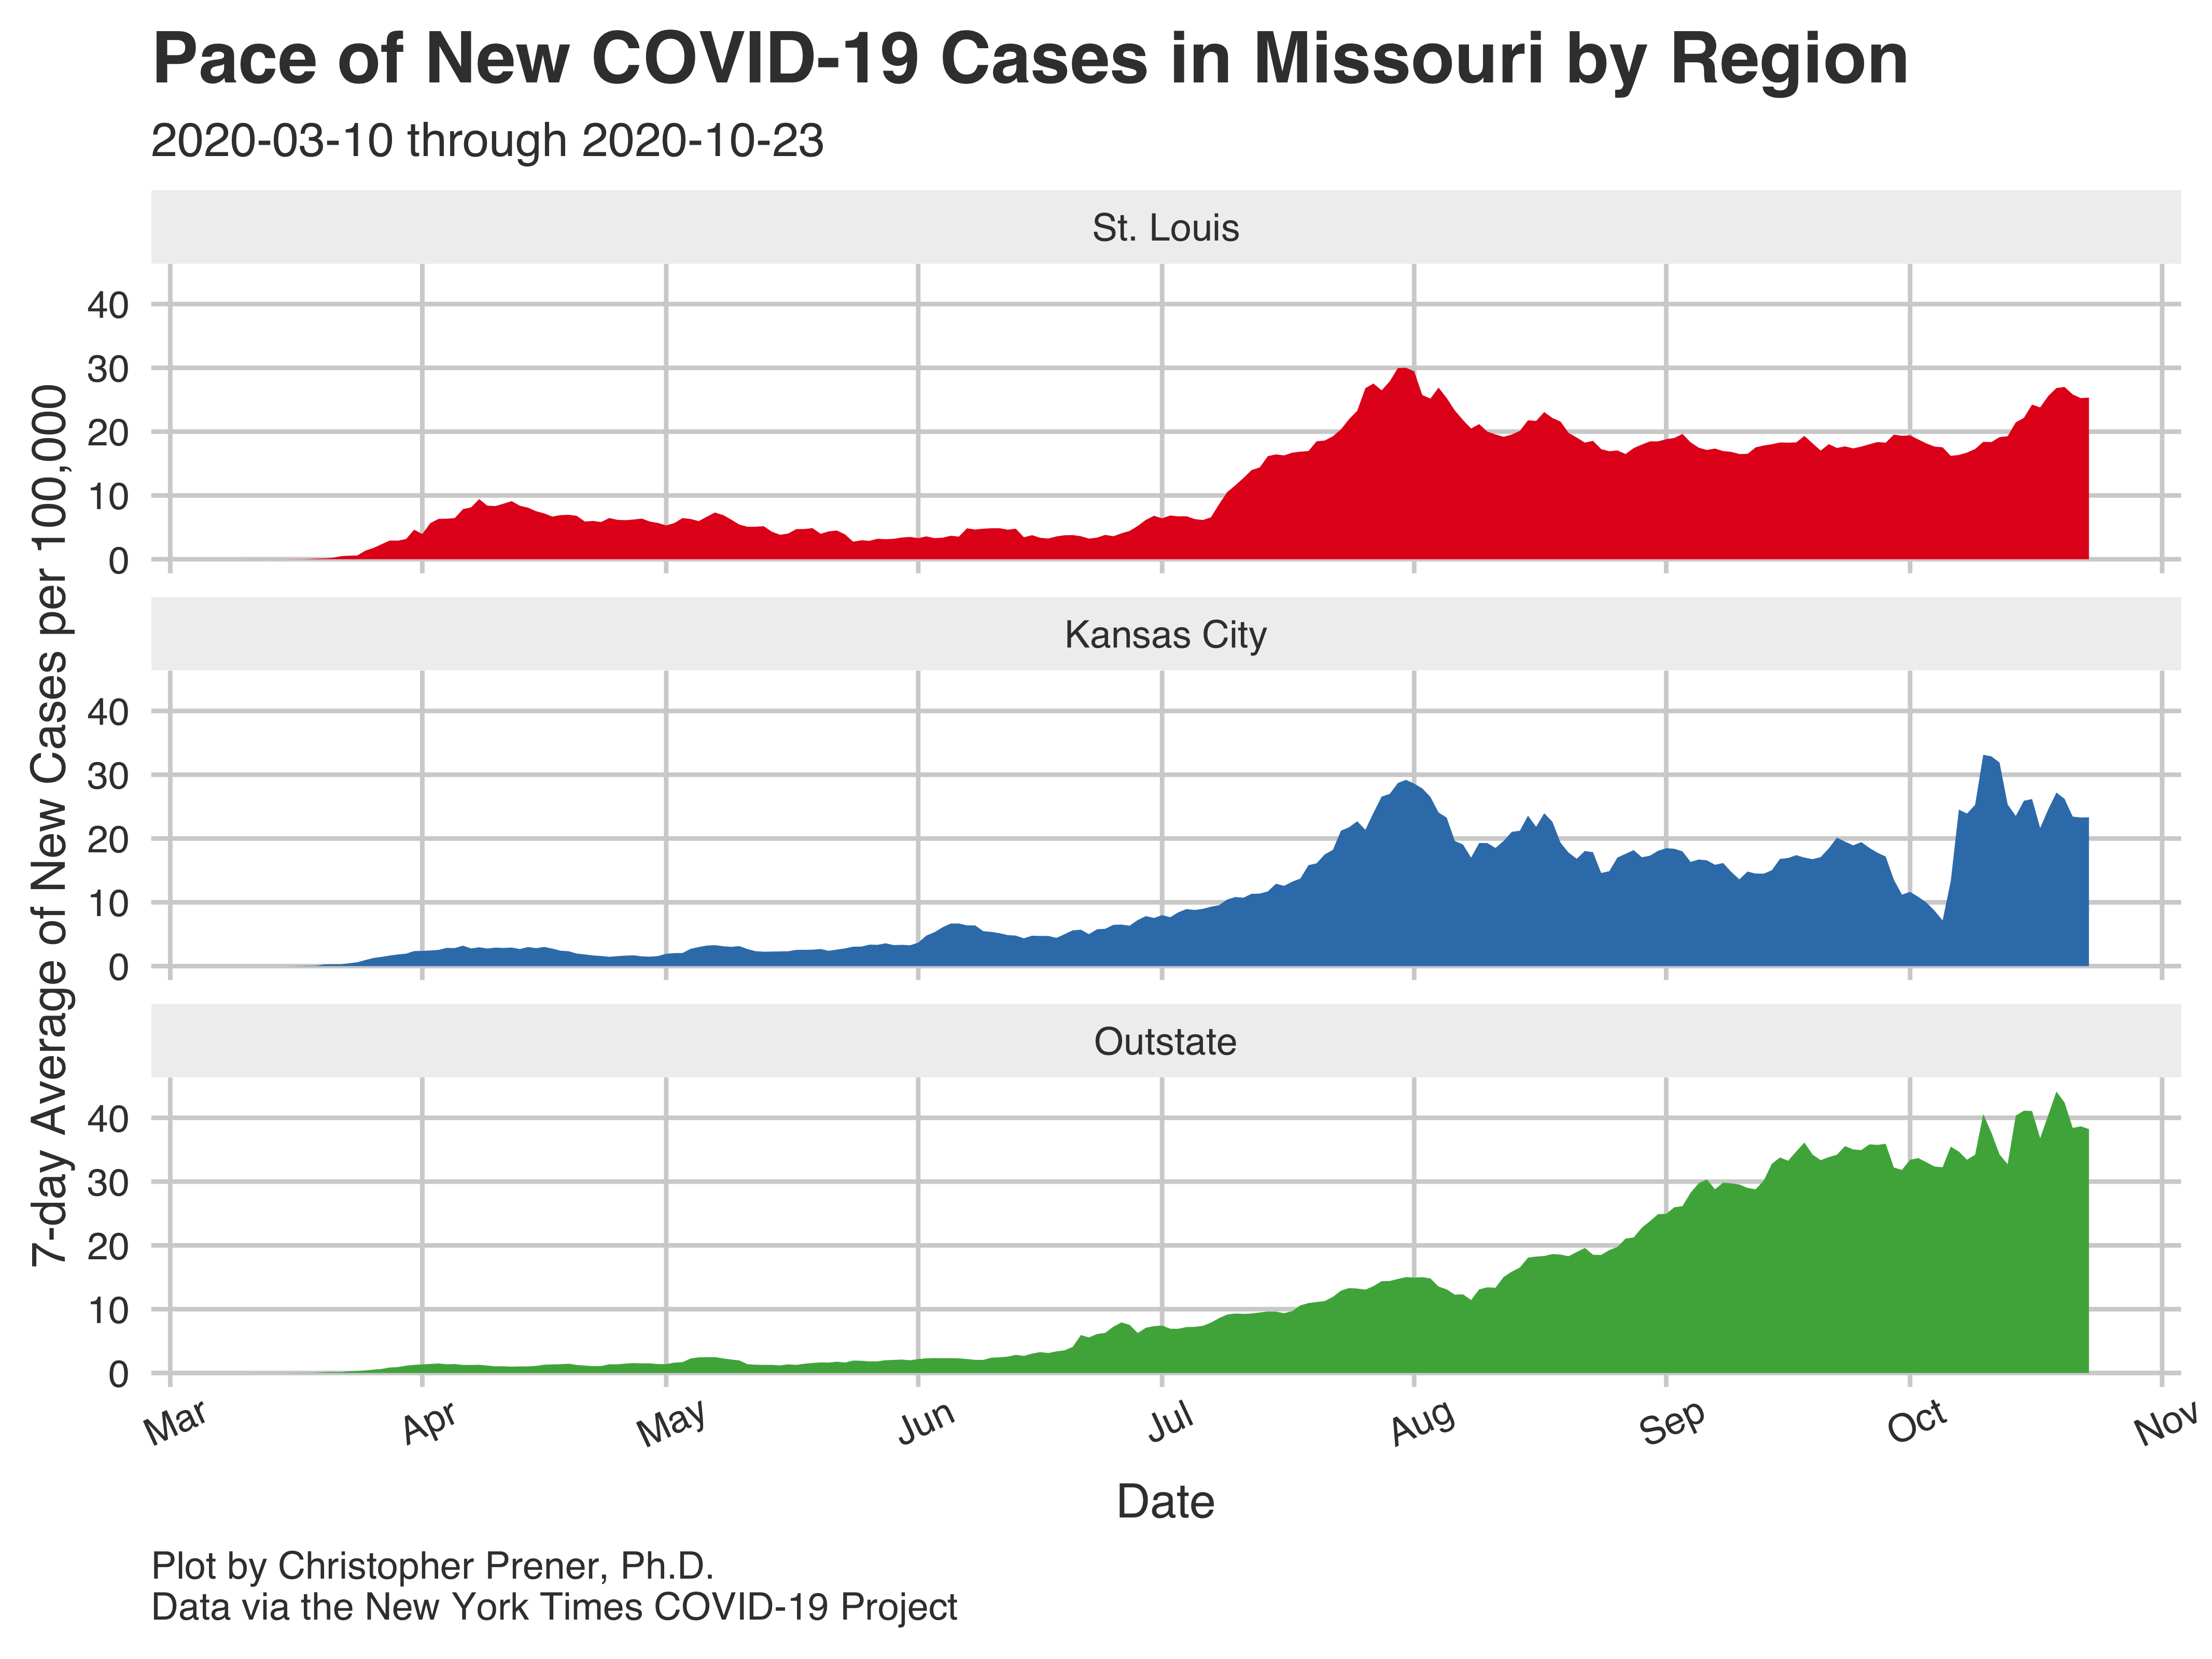 Pace of New COVID-19 Cases in Missouri by Region
2020-03-10 through 2020-10-23
7-day Average of New Cases per 100,000
St. Louis
40
30
20
10
0
Kansas City
40
30
20
10
0
Outstate
40
30
20
10
0
Mar Apr May Jun Jul Aug Sep Oct Nov
Date
Plot by Christopher Prener, Ph.D.
Data via the New York Times COVID-19 Project